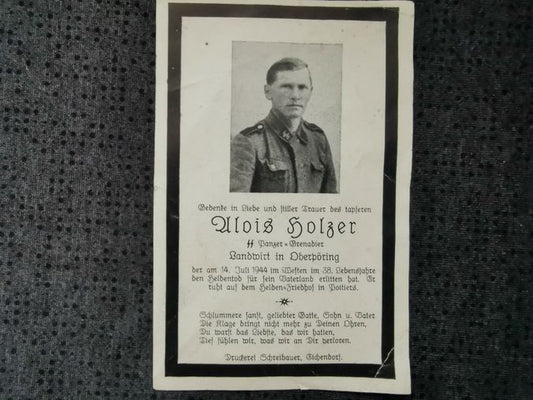 Gedenke in Liebe und stiller Trauer des tapferen
Alois Holzer
ᛋᛋ Panzer-Grenadier
Landwirt in Oberpöring
der am 14. Juli 1944 im Westen im 38. Lebensjahre
den Heldentod für sein Vaterland erlitten hat. Er
ruht auf dem Helden-Friedhof in Poitiers.
Schlummere sanft, geliebter Gatte, Sohn u. Vater
Die Klage dringt nicht mehr zu Deinen Ohren,
Du warst das Liebste, das wir hatten,
Tief fühlen wir, was wir an Dir verloren.
Druckerei Schreibauer, Eichendorf.